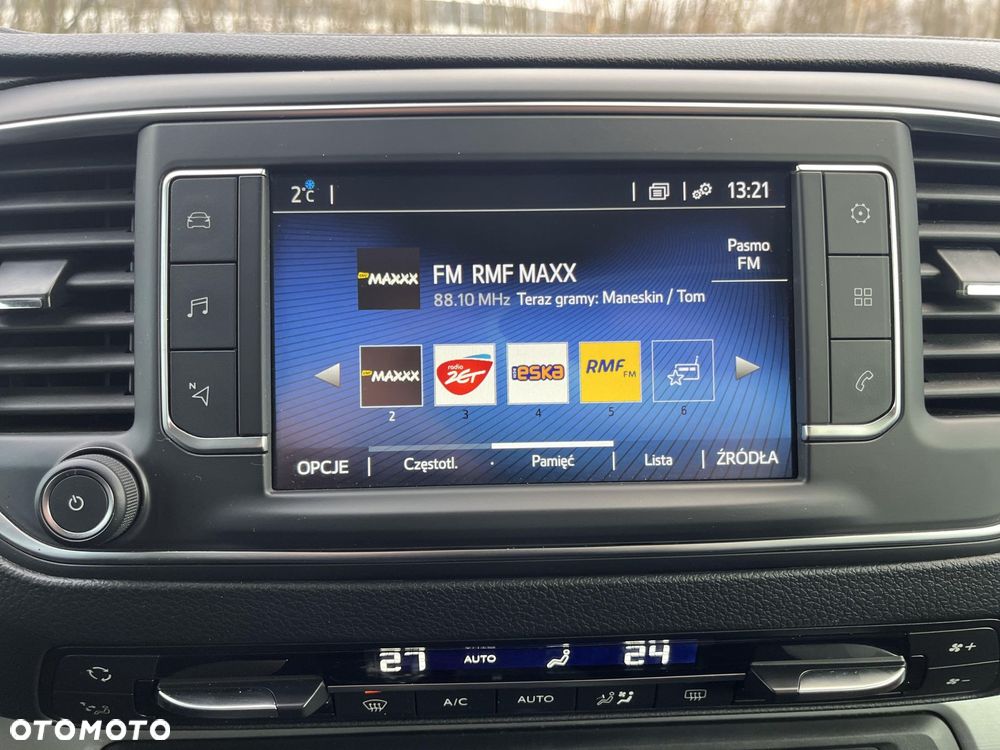 2°C
13:21
Pasmo
FM
MAXXX
FM RMF MAXX
88.10 MHz Teraz gramy: Maneskin / Tom
MAXXX
radio
ZET
ESKA
RMF
FM
2
3
4
5
6
OPCJE
Częstotl.
Pamięć
Lista
ŹRÓDŁA
N
27
AUTO
24
A/C
AUTO
OTOMOTO